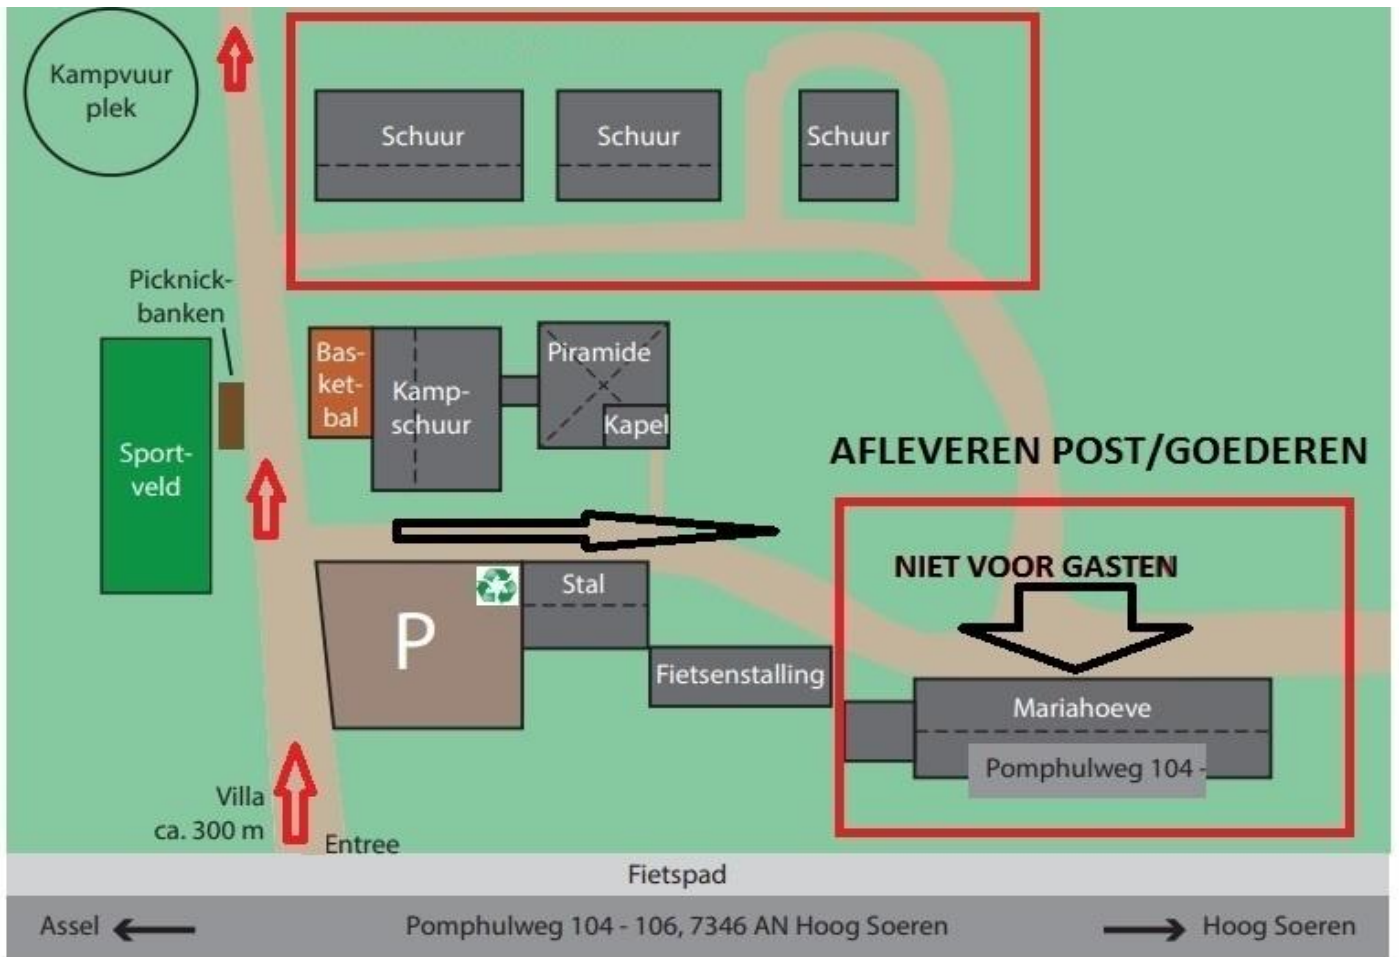 Kampvuur
plek
Schuur
Schuur
Schuur
Picknick-
banken
Bas-
ket-
bal
Kamp-
schuur
Piramide
Kapel
Sport-
veld
AFLEVEREN POST/GOEDEREN
NIET VOOR GASTEN
P
Stal
Fietsenstalling
Mariahoeve
Pomphulweg 104 -
Villa
ca. 300 m
Entree
Fietspad
Assel
Pomphulweg 104 - 106, 7346 AN Hoog Soeren
Hoog Soeren